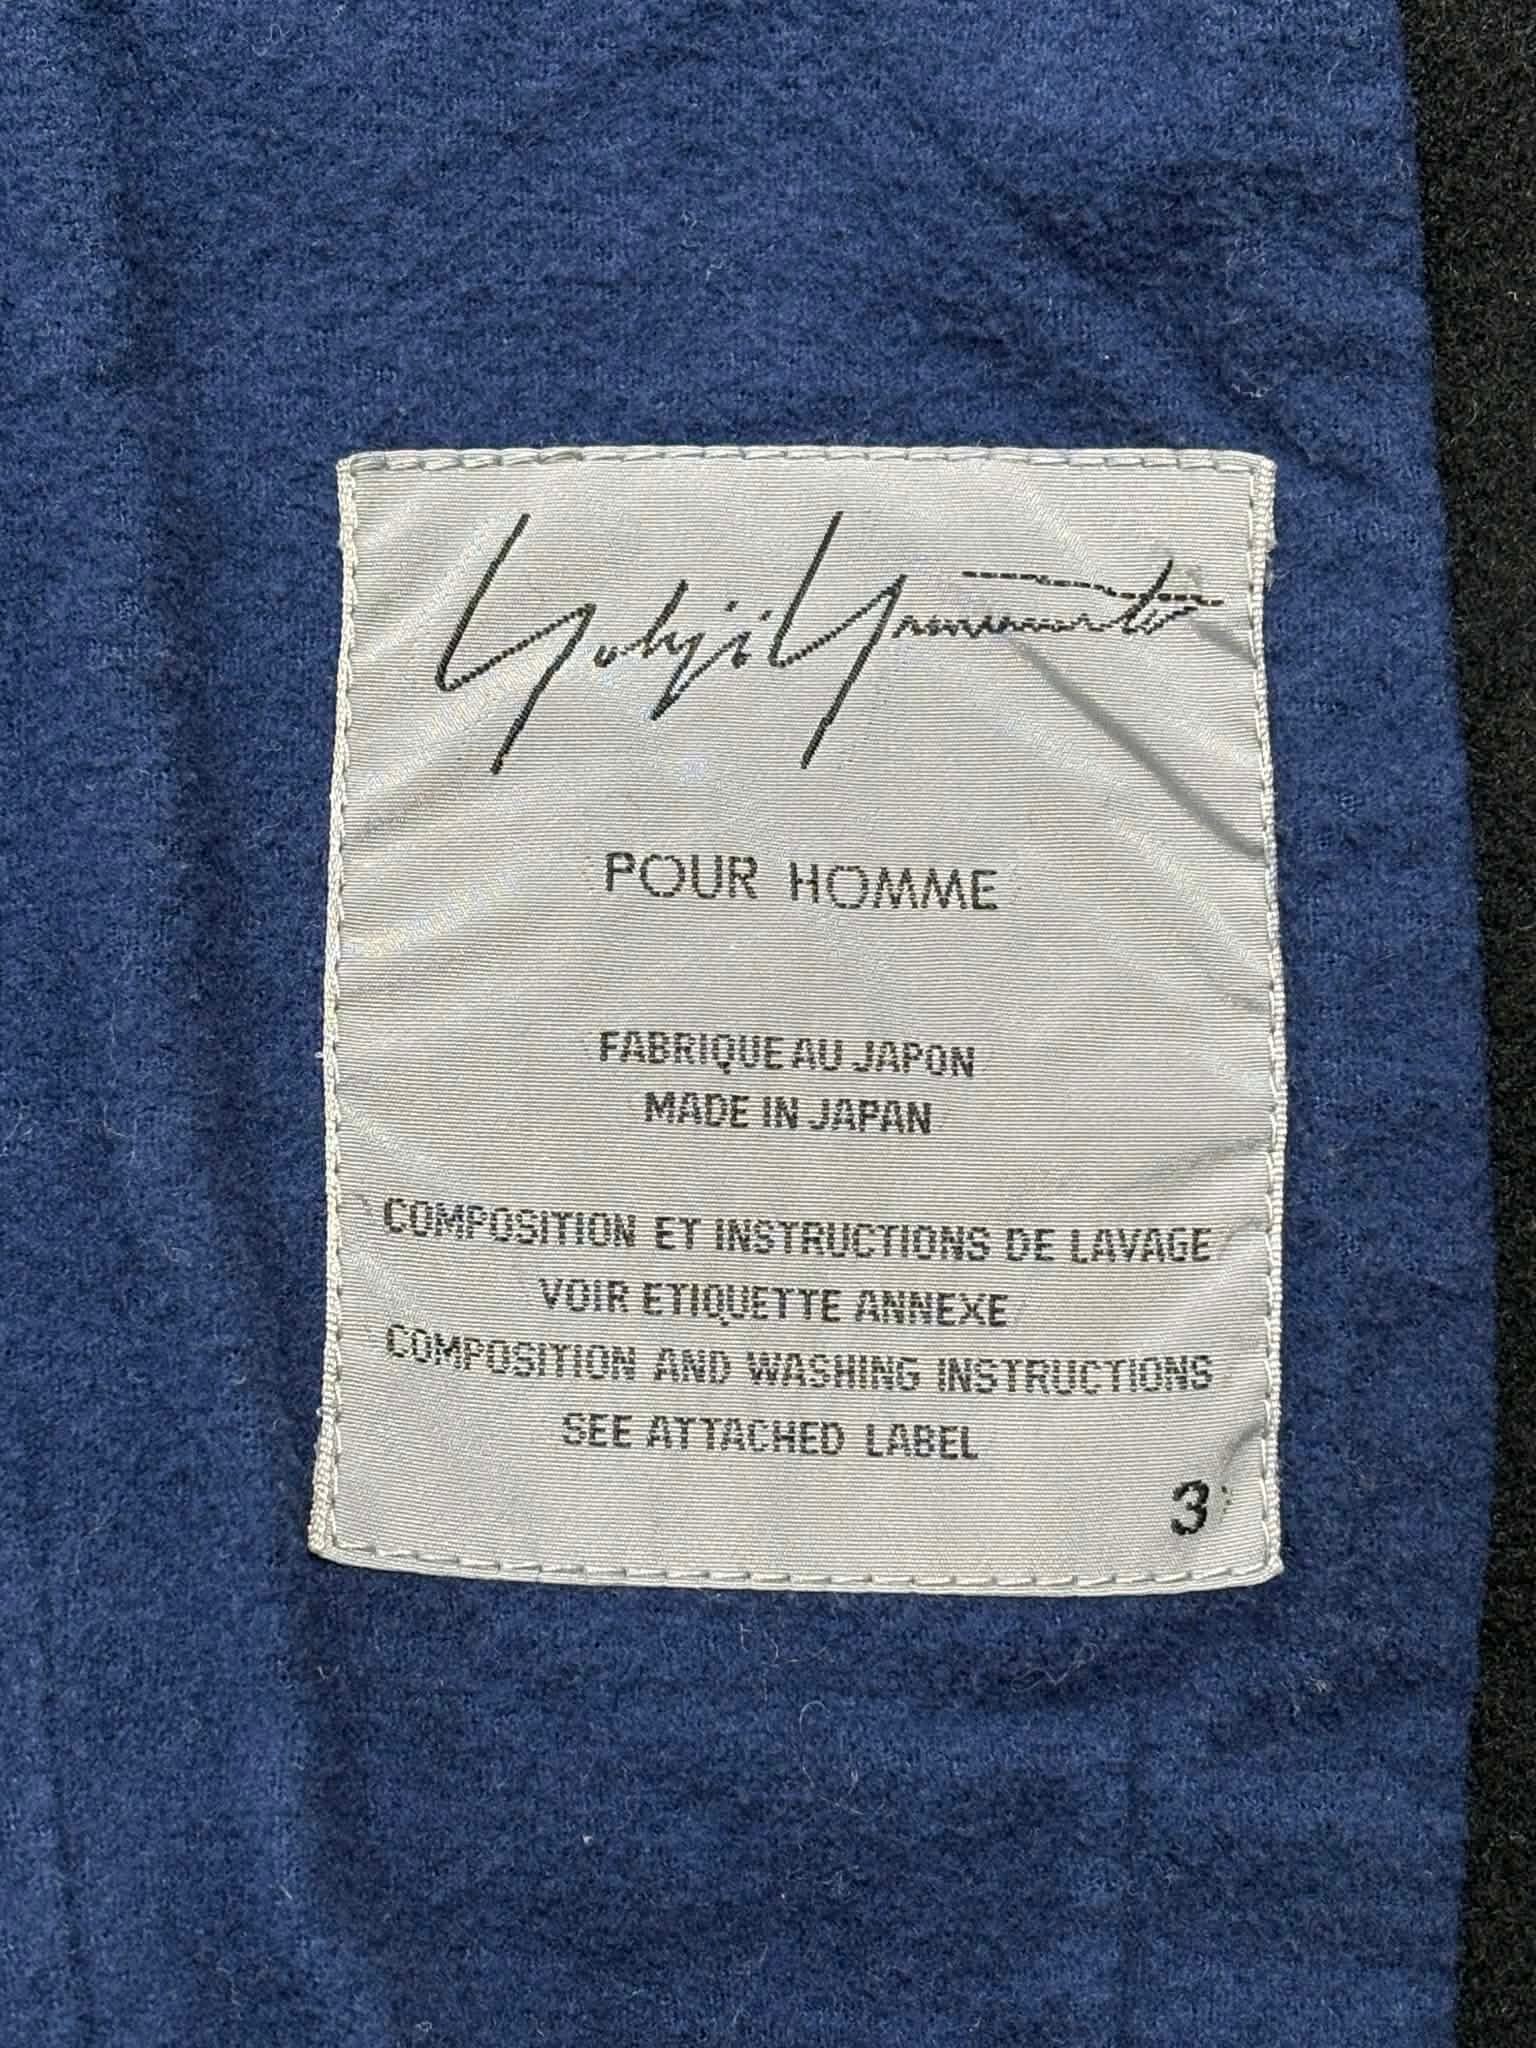 Yohji Yamamoto
POUR HOMME
FABRIQUE AU JAPON
MADE IN JAPAN
COMPOSITION ET INSTRUCTIONS DE LAVAGE
VOIR ETIQUETTE ANNEXE
COMPOSITION AND WASHING INSTRUCTIONS
SEE ATTACHED LABEL
3